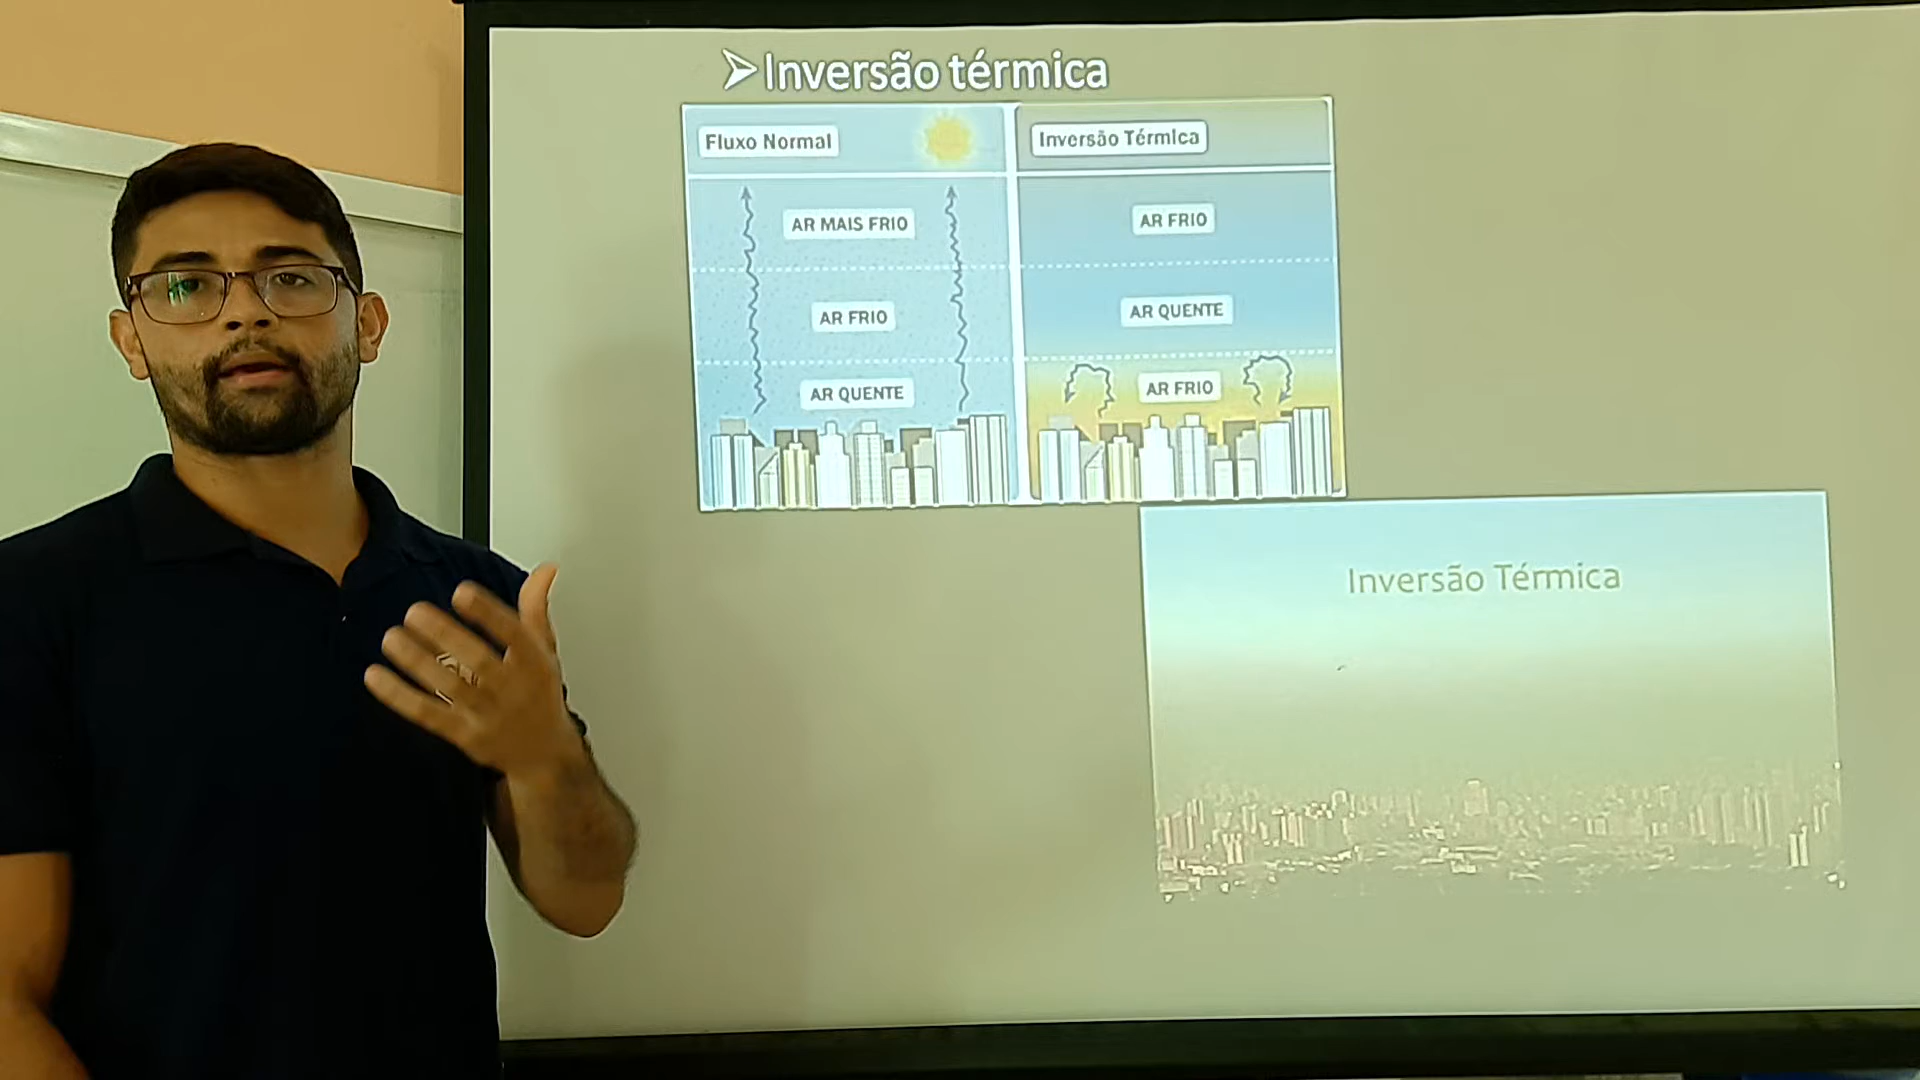 ➢Inversão térmica
Fluxo Normal
AR MAIS FRIO
AR FRIO
AR QUENTE
Inversão Térmica
AR FRIO
AR QUENTE
AR FRIO
Inversão Térmica